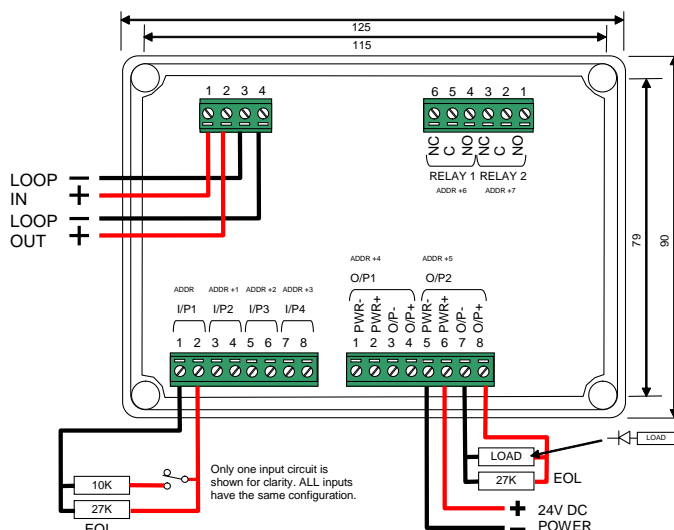 125
115
1 2 3 4
6 5 4 3 2 1
NC C NO NC C NO
RELAY 1 RELAY 2
ADDR +6 ADDR +7
LOOP −
IN +
LOOP −
OUT +
79
90
ADDR ADDR +1 ADDR +2 ADDR +3
I/P1 I/P2 I/P3 I/P4
1 2 3 4 5 6 7 8
ADDR +4 ADDR +5
O/P1 O/P2
PWR- PWR+ O/P- O/P+ PWR- PWR+ O/P- O/P+
1 2 3 4 5 6 7 8
10K
27K
EOL
Only one input circuit is
shown for clarity. ALL inputs
have the same configuration.
LOAD
27K
EOL
LOAD
+ 24V DC
− POWER